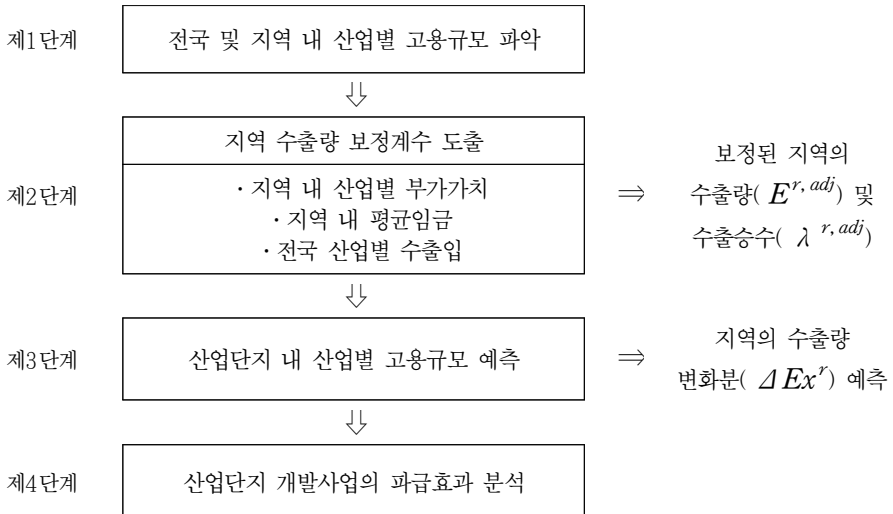 제1단계
전국 및 지역 내 산업별 고용규모 파악
⇩
제2단계
지역 수출량 보정계수 도출
· 지역 내 산업별 부가가치
· 지역 내 평균임금
· 전국 산업별 수출입
⇒
보정된 지역의
수출량( E^{r, adj}) 및
수출승수( λ^{r, adj})
⇩
제3단계
산업단지 내 산업별 고용규모 예측
⇒
지역의 수출량
변화분( ΔEx^r) 예측
⇩
제4단계
산업단지 개발사업의 파급효과 분석